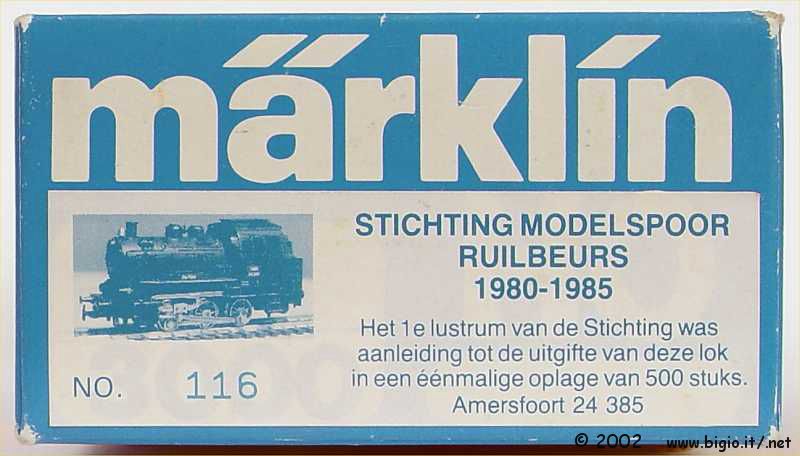 märklin
STICHTING MODELSPOOR
RUILBEURS
1980-1985
Het 1e lustrum van de Stichting was
aanleiding tot de uitgifte van deze lok
in een éénmalige oplage van 500 stuks.
Amersfoort 24 385
NO. 116
© 2002 www.bigio.it/.net